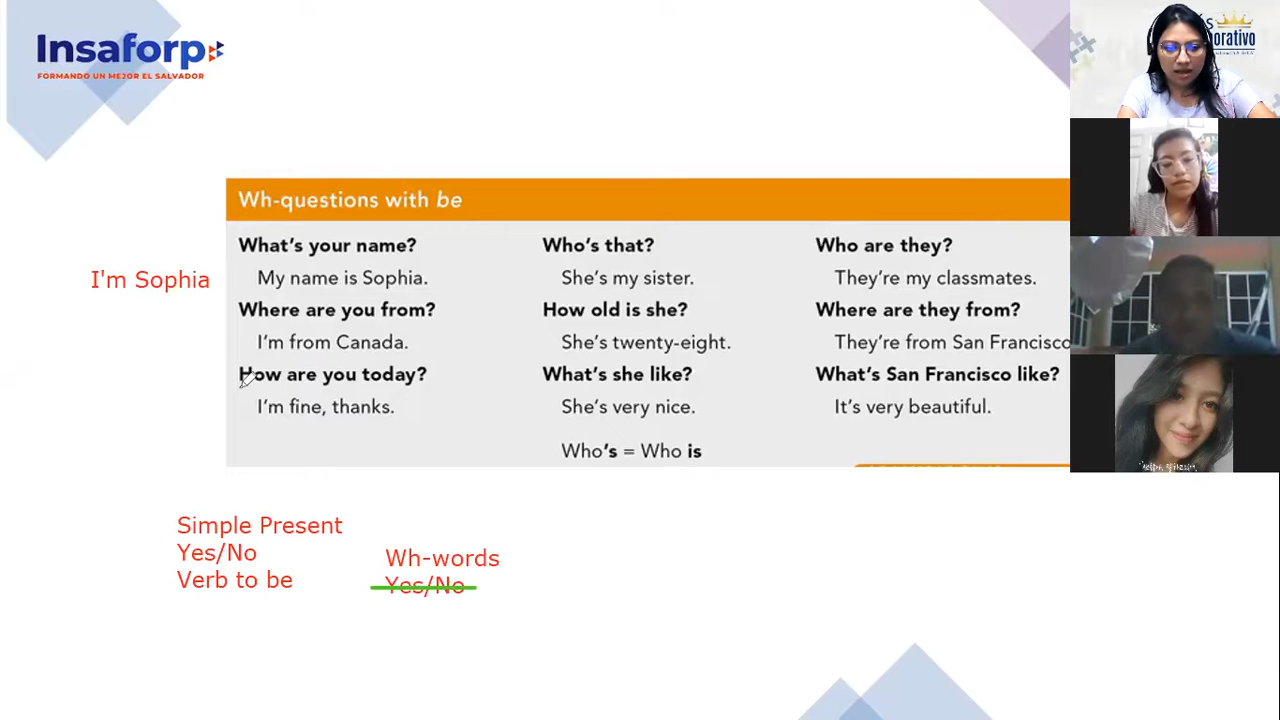 Insaforp
FORMANDO UN MEJOR EL SALVADOR
Wh-questions with be
What's your name?
My name is Sophia.
Where are you from?
I'm from Canada.
How are you today?
I'm fine, thanks.
Who's that?
She's my sister.
How old is she?
She's twenty-eight.
What's she like?
She's very nice.
Who's = Who is
Who are they?
They're my classmates.
Where are they from?
They're from San Francisco
What's San Francisco like?
It's very beautiful.
I'm Sophia
Simple Present
Yes/No
Verb to be
Wh-words
Yes/No